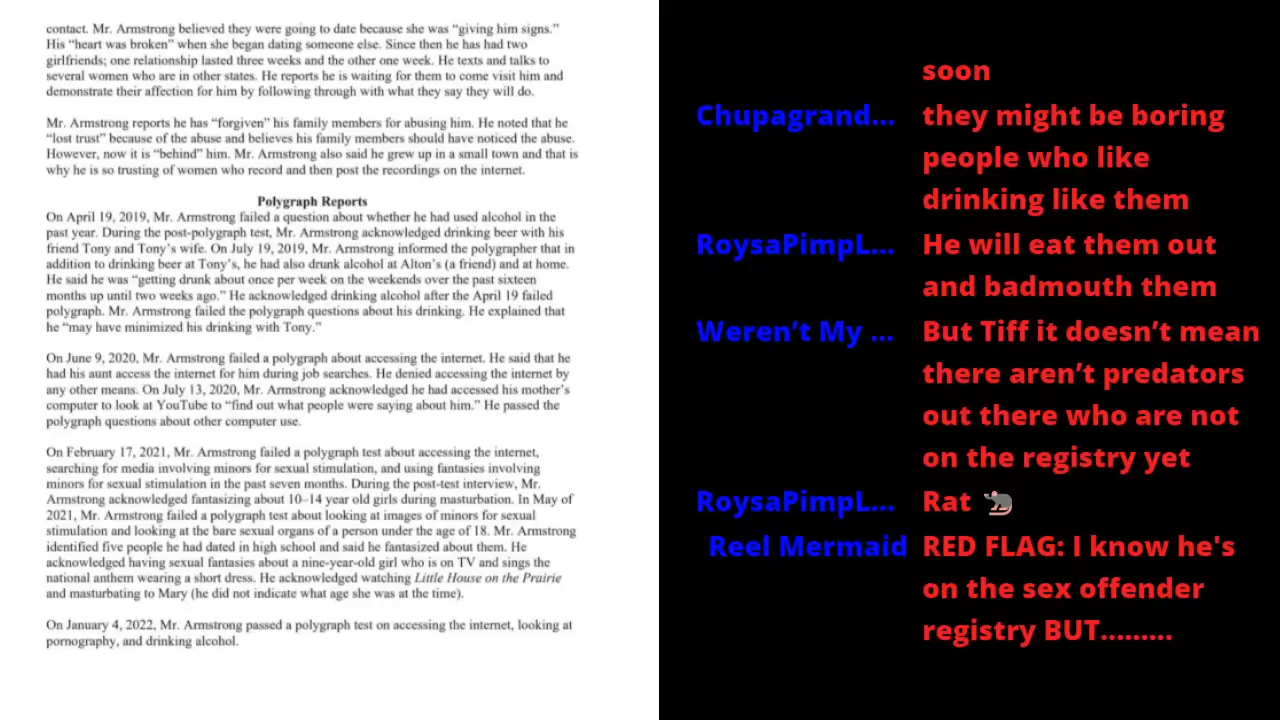 contact. Mr. Armstrong believed they were going to date because she was “giving him signs.”
His “heart was broken” when she began dating someone else. Since then he has had two
girlfriends; one relationship lasted three weeks and the other one week. He texts and talks to
several women who are in other states. He reports he is waiting for them to come visit him and
demonstrate their affection for him by following through with what they say they will do.
Mr. Armstrong reports he has “forgiven” his family members for abusing him. He noted that he
“lost trust” because of the abuse and believes his family members should have noticed the abuse.
However, now it is “behind” him. Mr. Armstrong also said he grew up in a small town and that is
why he is so trusting of women who record and then post the recordings on the internet.
Polygraph Reports
On April 19, 2019, Mr. Armstrong failed a question about whether he had used alcohol in the
past year. During the post-polygraph test, Mr. Armstrong acknowledged drinking beer with his
friend Tony and Tony’s wife. On July 19, 2019, Mr. Armstrong informed the polygrapher that in
addition to drinking beer at Tony’s, he had also drunk alcohol at Alton’s (a friend) and at home.
He said he was “getting drunk about once per week on the weekends over the past sixteen
months up until two weeks ago.” He acknowledged drinking alcohol after the April 19 failed
polygraph. Mr. Armstrong failed the polygraph questions about his drinking. He explained that
he “may have minimized his drinking with Tony.”
On June 9, 2020, Mr. Armstrong failed a polygraph about accessing the internet. He said that he
had his aunt access the internet for him during job searches. He denied accessing the internet by
any other means. On July 13, 2020, Mr. Armstrong acknowledged he had accessed his mother’s
computer to look at YouTube to “find out what people were saying about him.” He passed the
polygraph questions about other computer use.
On February 17, 2021, Mr. Armstrong failed a polygraph test about accessing the internet,
searching for media involving minors for sexual stimulation, and using fantasies involving
minors for sexual stimulation in the past seven months. During the post-test interview, Mr.
Armstrong acknowledged fantasizing about 10–14 year old girls during masturbation. In May of
2021, Mr. Armstrong failed a polygraph test about looking at images of minors for sexual
stimulation and looking at the bare sexual organs of a person under the age of 18. Mr. Armstrong
identified five people he had dated in high school and said he fantasized about them. He
acknowledged having sexual fantasies about a nine-year-old girl who is on TV and sings the
national anthem wearing a short dress. He acknowledged watching Little House on the Prairie
and masturbating to Mary (he did not indicate what age she was at the time).
On January 4, 2022, Mr. Armstrong passed a polygraph test on accessing the internet, looking at
pornography, and drinking alcohol.
soon
Chupagrand... they might be boring
people who like
drinking like them
RoysaPimpL... He will eat them out
and badmouth them
Weren’t My ... But Tiff it doesn’t mean
there aren’t predators
out there who are not
on the registry yet
RoysaPimpL... Rat 🐀
Reel Mermaid RED FLAG: I know he's
on the sex offender
registry BUT.........